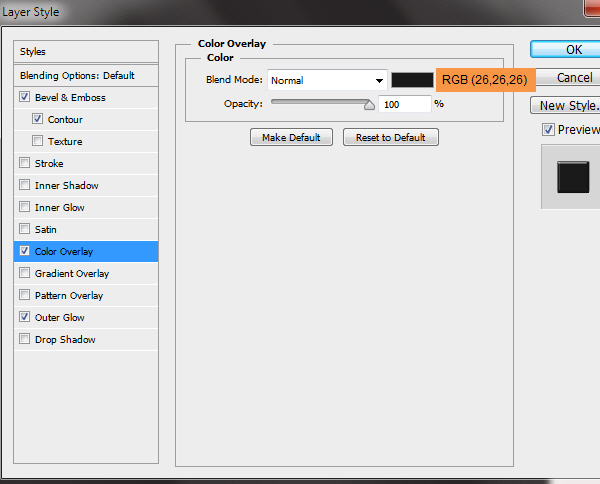 Layer Style
Styles
Blending Options: Default
Bevel & Emboss
Contour
Texture
Stroke
Inner Shadow
Inner Glow
Satin
Color Overlay
Gradient Overlay
Pattern Overlay
Outer Glow
Drop Shadow
Color Overlay
Color
Blend Mode: Normal RGB (26,26,26)
Opacity: 100 %
Make Default Reset to Default
OK
Cancel
New Style.
Preview